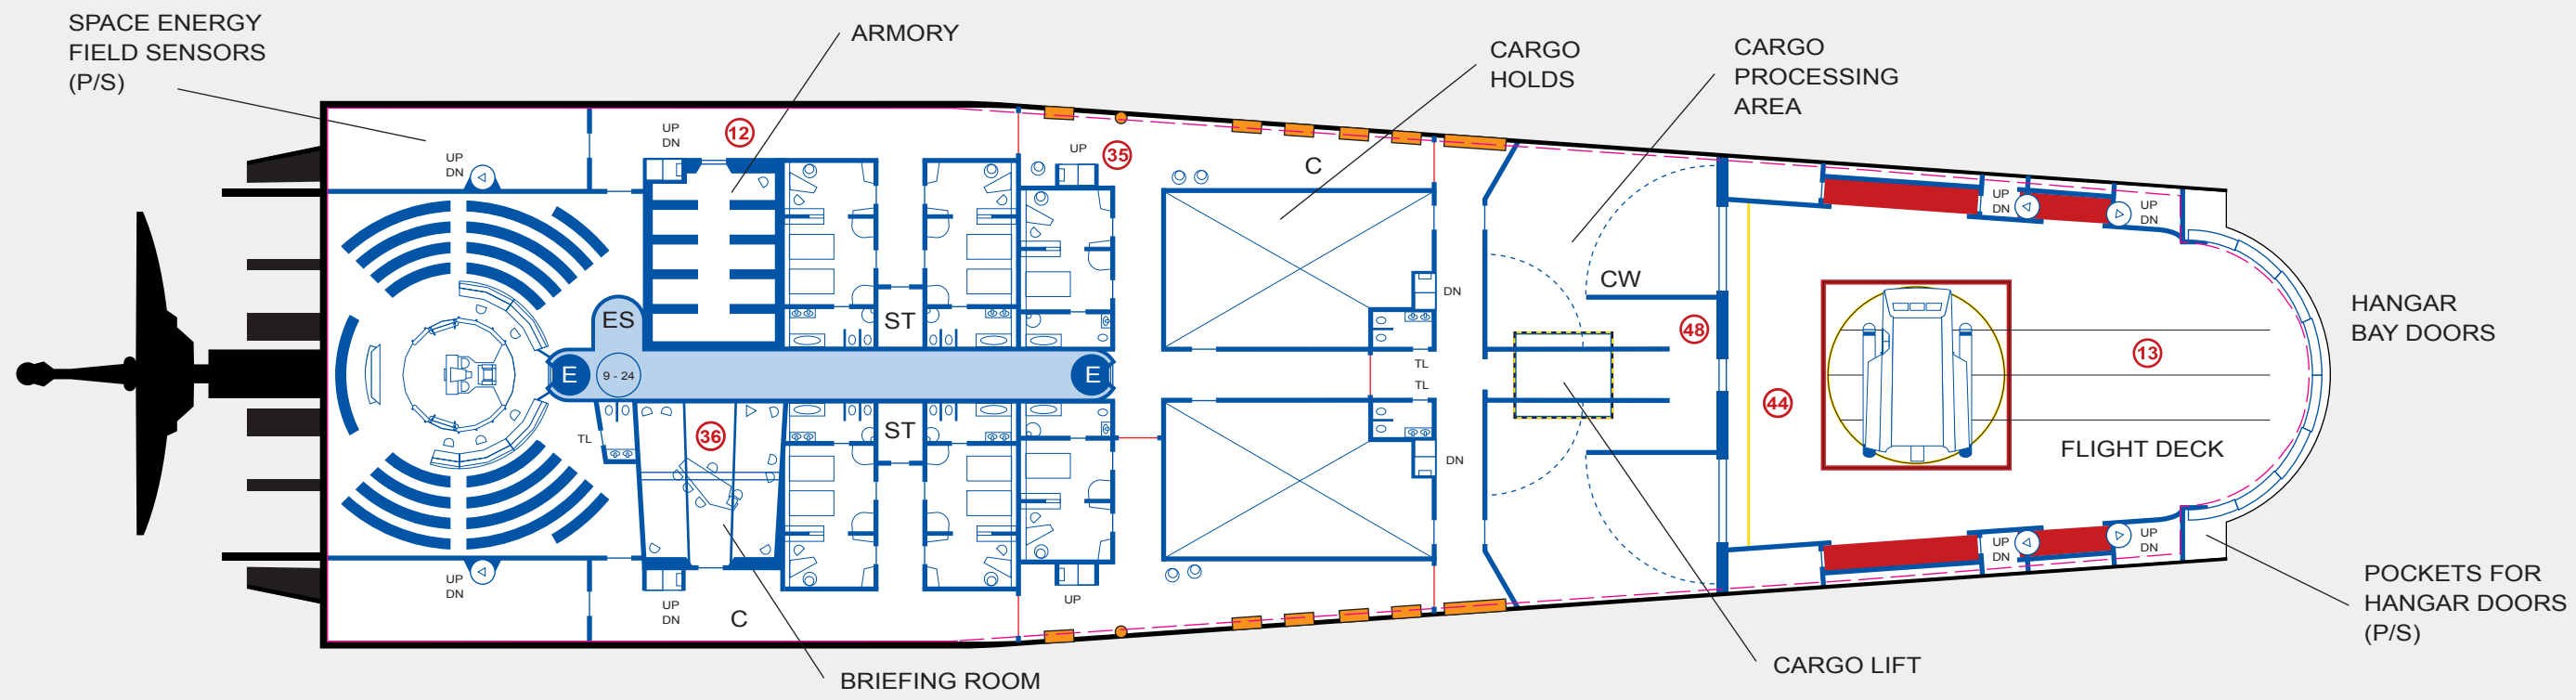 SPACE ENERGY
FIELD SENSORS
(P/S)
ARMORY
CARGO
HOLDS
CARGO
PROCESSING
AREA
UP
DN
12
UP
DN
UP
35
C
UP
DN
UP
DN
CW
DN
48
HANGAR
BAY DOORS
ES
ST
E
9 - 24
E
TL
TL
13
44
36
ST
TL
DN
FLIGHT DECK
UP
DN
UP
DN
UP
DN
UP
DN
C
UP
POCKETS FOR
HANGAR DOORS
(P/S)
BRIEFING ROOM
CARGO LIFT